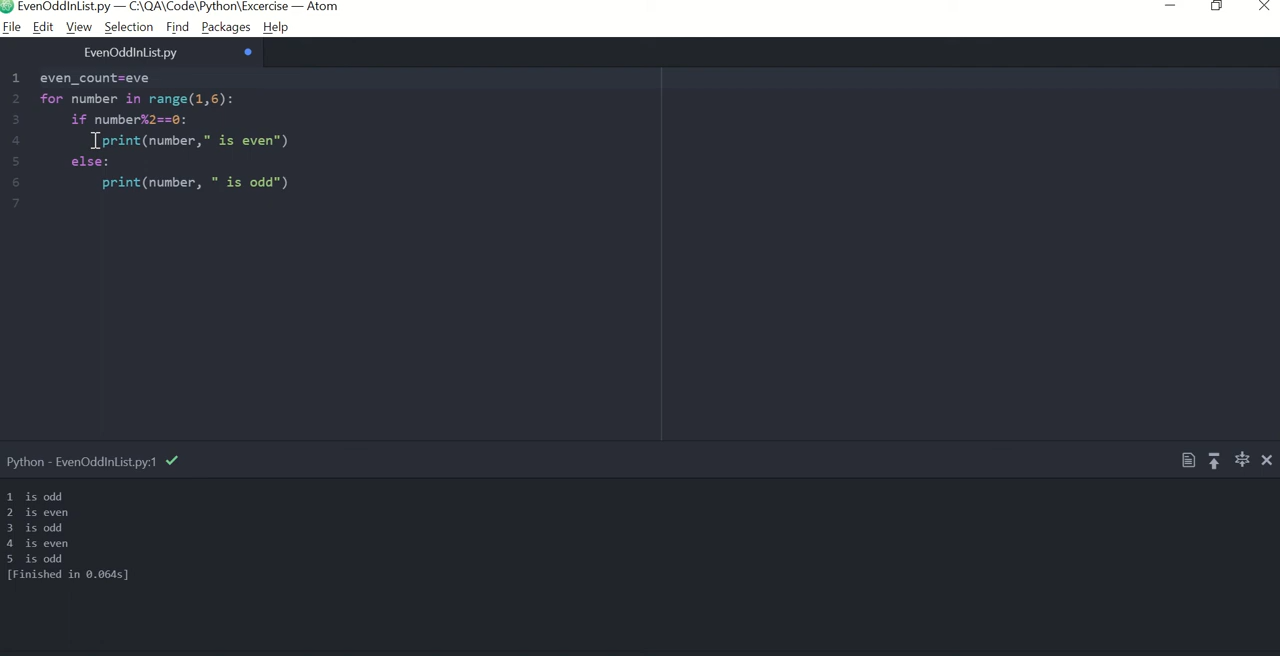 EvenOddInList.py — C:\QA\Code\Python\Excercise — Atom
File Edit View Selection Find Packages Help
EvenOddInList.py
1 even_count=eve
2 for number in range(1,6):
3     if number%2==0:
4         print(number," is even")
5     else:
6         print(number, " is odd")
7
Python - EvenOddInList.py:1
1  is odd
2  is even
3  is odd
4  is even
5  is odd
[Finished in 0.064s]